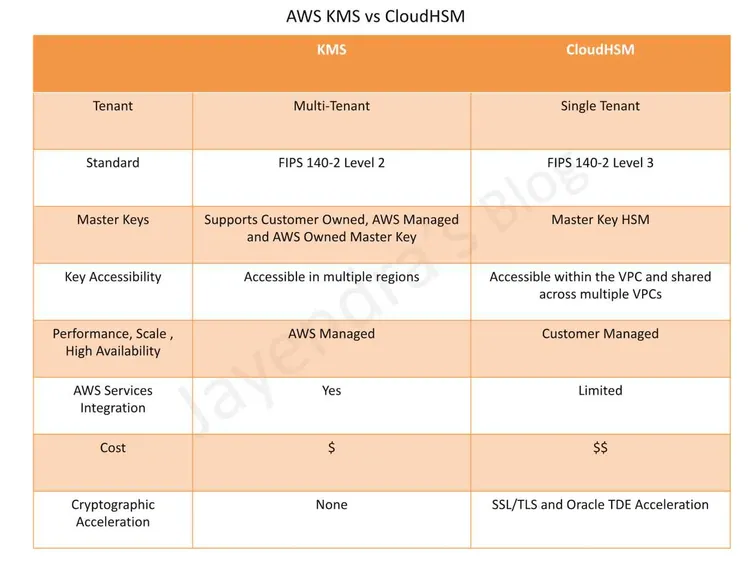 AWS KMS vs CloudHSM
KMS CloudHSM
Tenant Multi-Tenant Single Tenant
Standard FIPS 140-2 Level 2 FIPS 140-2 Level 3
Master Keys Supports Customer Owned, AWS Managed Master Key HSM
and AWS Owned Master Key
Key Accessibility Accessible in multiple regions Accessible within the VPC and shared
across multiple VPCs
Performance, Scale , AWS Managed Customer Managed
High Availability
AWS Services Yes Limited
Integration
Cost $ $$
Cryptographic None SSL/TLS and Oracle TDE Acceleration
Acceleration
Jayendra's Blog